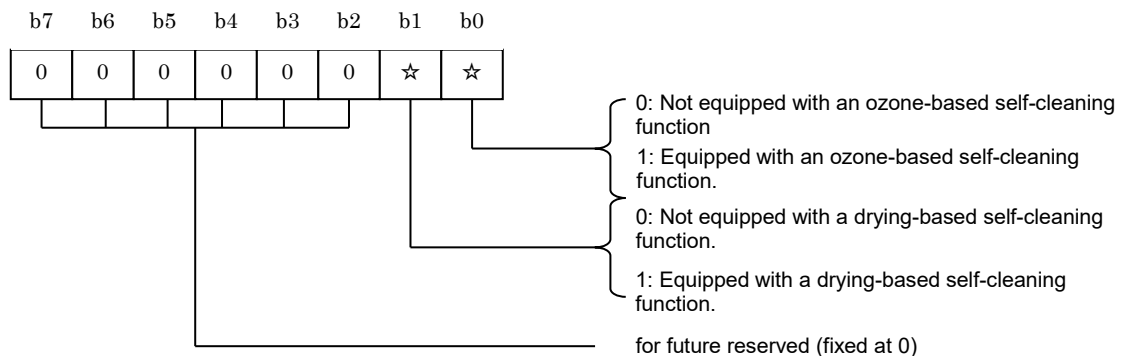 b7 b6 b5 b4 b3 b2 b1 b0
0 0 0 0 0 0 ☆ ☆
0: Not equipped with an ozone-based self-cleaning
function
1: Equipped with an ozone-based self-cleaning
function.
0: Not equipped with a drying-based self-cleaning
function.
1: Equipped with a drying-based self-cleaning
function.
for future reserved (fixed at 0)